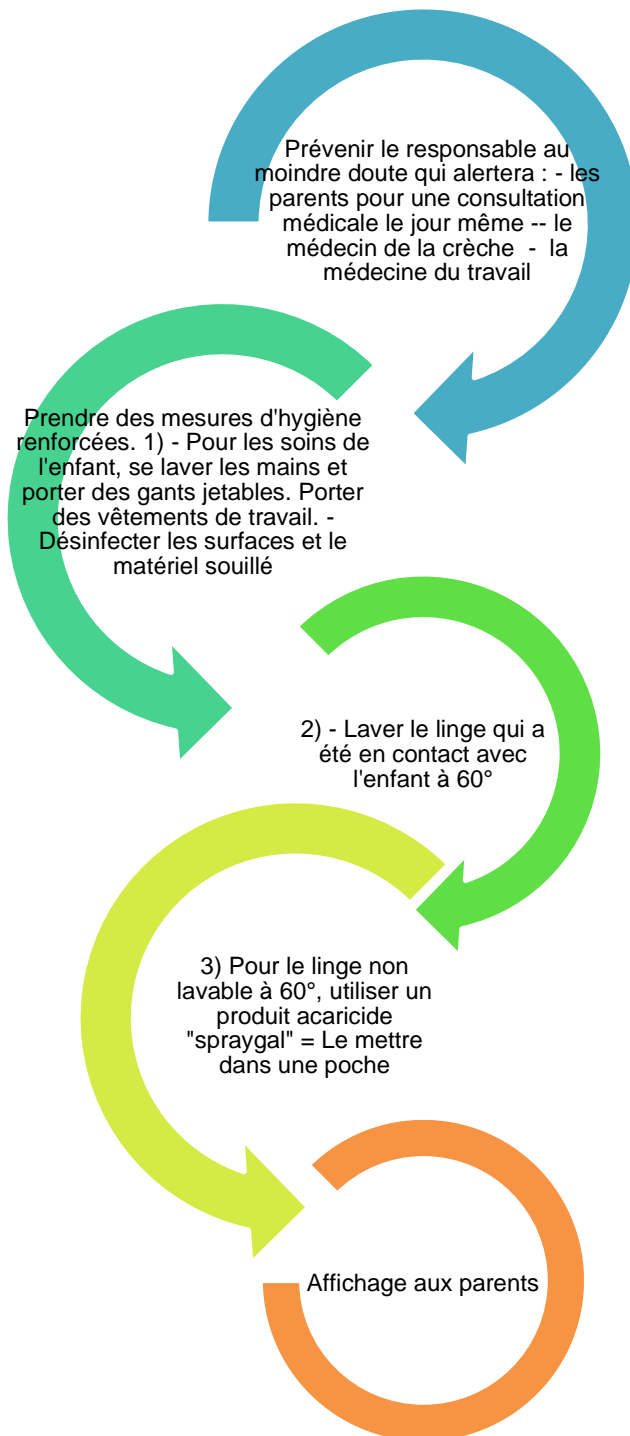 Prévenir le responsable au
moindre doute qui alertera : - les
parents pour une consultation
médicale le jour même -- le
médecin de la crèche  -  la
médecine du travail
Prendre des mesures d'hygiène
renforcées. 1) - Pour les soins de
l'enfant, se laver les mains et
porter des gants jetables. Porter
des vêtements de travail. -
Désinfecter les surfaces et le
matériel souillé
2) - Laver le linge qui a
été en contact avec
l'enfant à 60°
3) Pour le linge non
lavable à 60°, utiliser un
produit acaricide
"spraygal" = Le mettre
dans une poche
Affichage aux parents